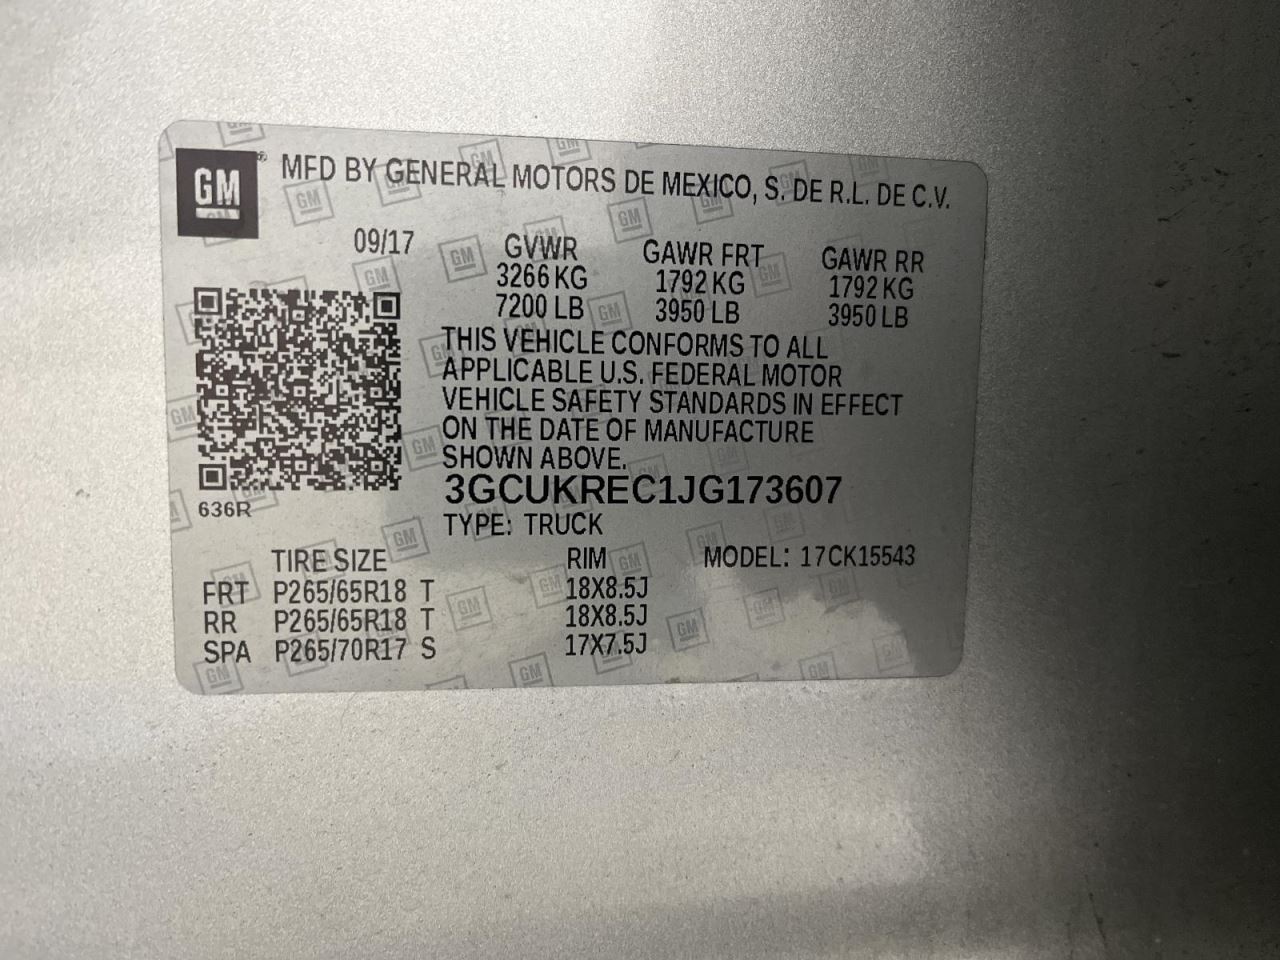 GM ® MFD BY GENERAL MOTORS DE MEXICO, S. DE R.L. DE C.V.
09/17 GVWR GAWR FRT GAWR RR
3266 KG 1792 KG 1792 KG
7200 LB 3950 LB 3950 LB
THIS VEHICLE CONFORMS TO ALL
APPLICABLE U.S. FEDERAL MOTOR
VEHICLE SAFETY STANDARDS IN EFFECT
ON THE DATE OF MANUFACTURE
SHOWN ABOVE.
3GCUKREC1JG173607
636R
TYPE: TRUCK
TIRE SIZE RIM MODEL: 17CK15543
FRT P265/65R18 T 18X8.5J
RR P265/65R18 T 18X8.5J
SPA P265/70R17 S 17X7.5J